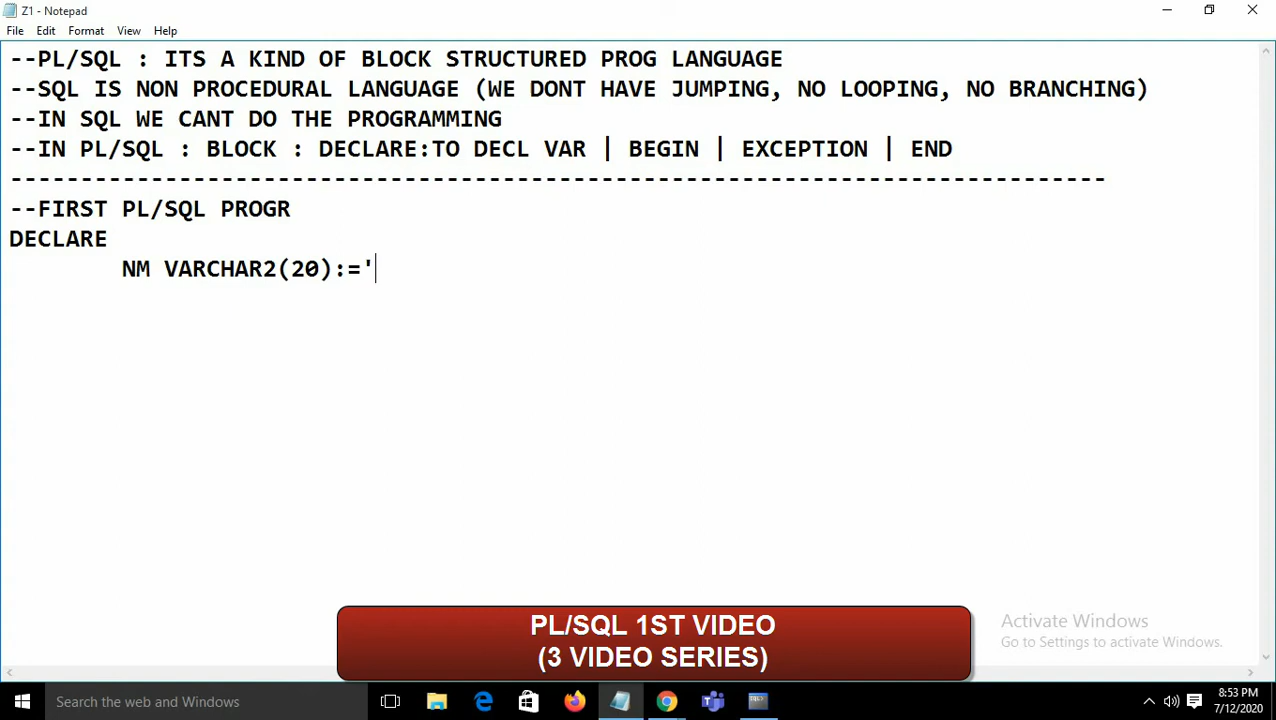 Z1 - Notepad
File Edit Format View Help
--PL/SQL : ITS A KIND OF BLOCK STRUCTURED PROG LANGUAGE
--SQL IS NON PROCEDURAL LANGUAGE (WE DONT HAVE JUMPING, NO LOOPING, NO BRANCHING)
--IN SQL WE CANT DO THE PROGRAMMING
--IN PL/SQL : BLOCK : DECLARE:TO DECL VAR | BEGIN | EXCEPTION | END
------------------------------------------------------------------------------
--FIRST PL/SQL PROGR
DECLARE
NM VARCHAR2(20):='
PL/SQL 1ST VIDEO
(3 VIDEO SERIES)
Activate Windows
Go to Settings to activate Windows.
Search the web and Windows
8:53 PM
7/12/2020